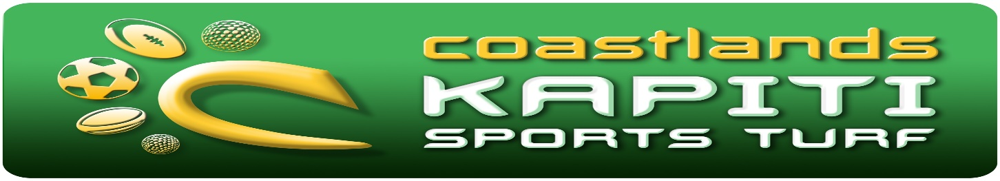 coastlands
KAPITI
SPORTS TURF